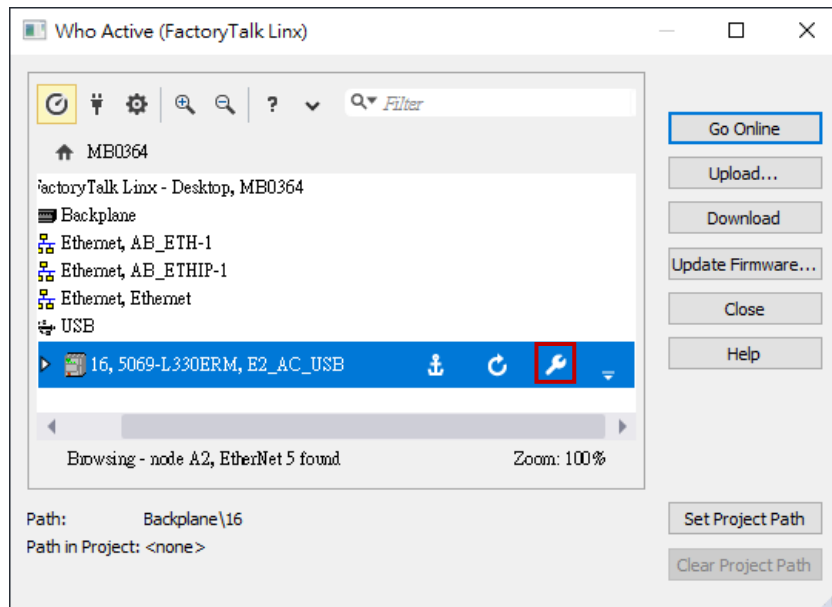 Who Active (FactoryTalk Linx)
? Filter
MB0364
FactoryTalk Linx - Desktop, MB0364
Backplane
Ethernet, AB_ETH-1
Ethernet, AB_ETHIP-1
Ethernet, Ethernet
USB
16, 5069-L330ERM, E2_AC_USB
Browsing - node A2, EtherNet 5 found
Zoom: 100%
Go Online
Upload...
Download
Update Firmware...
Close
Help
Path: Backplane\16
Path in Project: <none>
Set Project Path
Clear Project Path